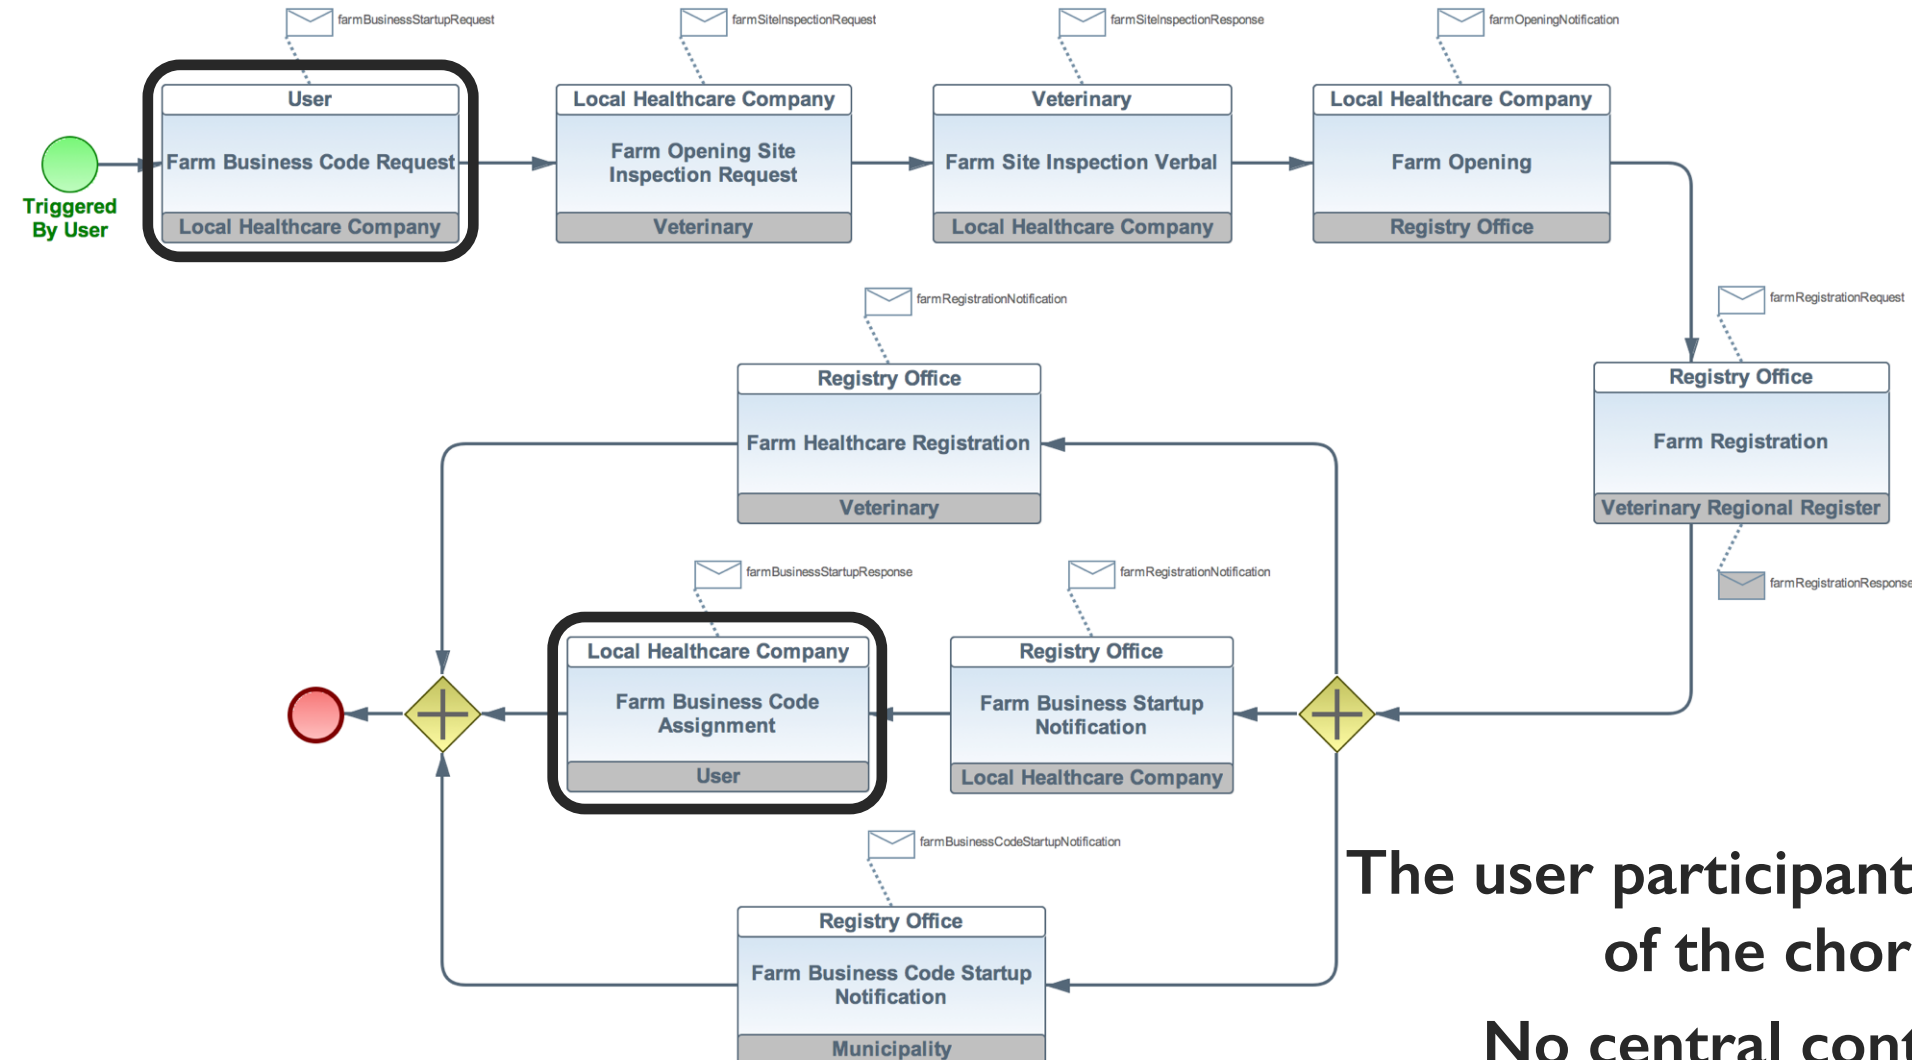 farmBusinessStartupRequest
farmSiteInspectionRequest
farmSiteInspectionResponse
farmOpeningNotification
User
Farm Business Code Request
Local Healthcare Company
Local Healthcare Company
Farm Opening Site
Inspection Request
Veterinary
Veterinary
Farm Site Inspection Verbal
Local Healthcare Company
Local Healthcare Company
Farm Opening
Registry Office
Triggered
By User
farmRegistrationNotification
farmRegistrationRequest
Registry Office
Farm Healthcare Registration
Veterinary
Registry Office
Farm Registration
Veterinary Regional Register
farmRegistrationResponse
farmBusinessStartupResponse
farmRegistrationNotification
Local Healthcare Company
Farm Business Code
Assignment
User
Registry Office
Farm Business Startup
Notification
Local Healthcare Company
farmBusinessCodeStartupNotification
Registry Office
Farm Business Code Startup
Notification
Municipality
The user participant
of the chor
No central cont